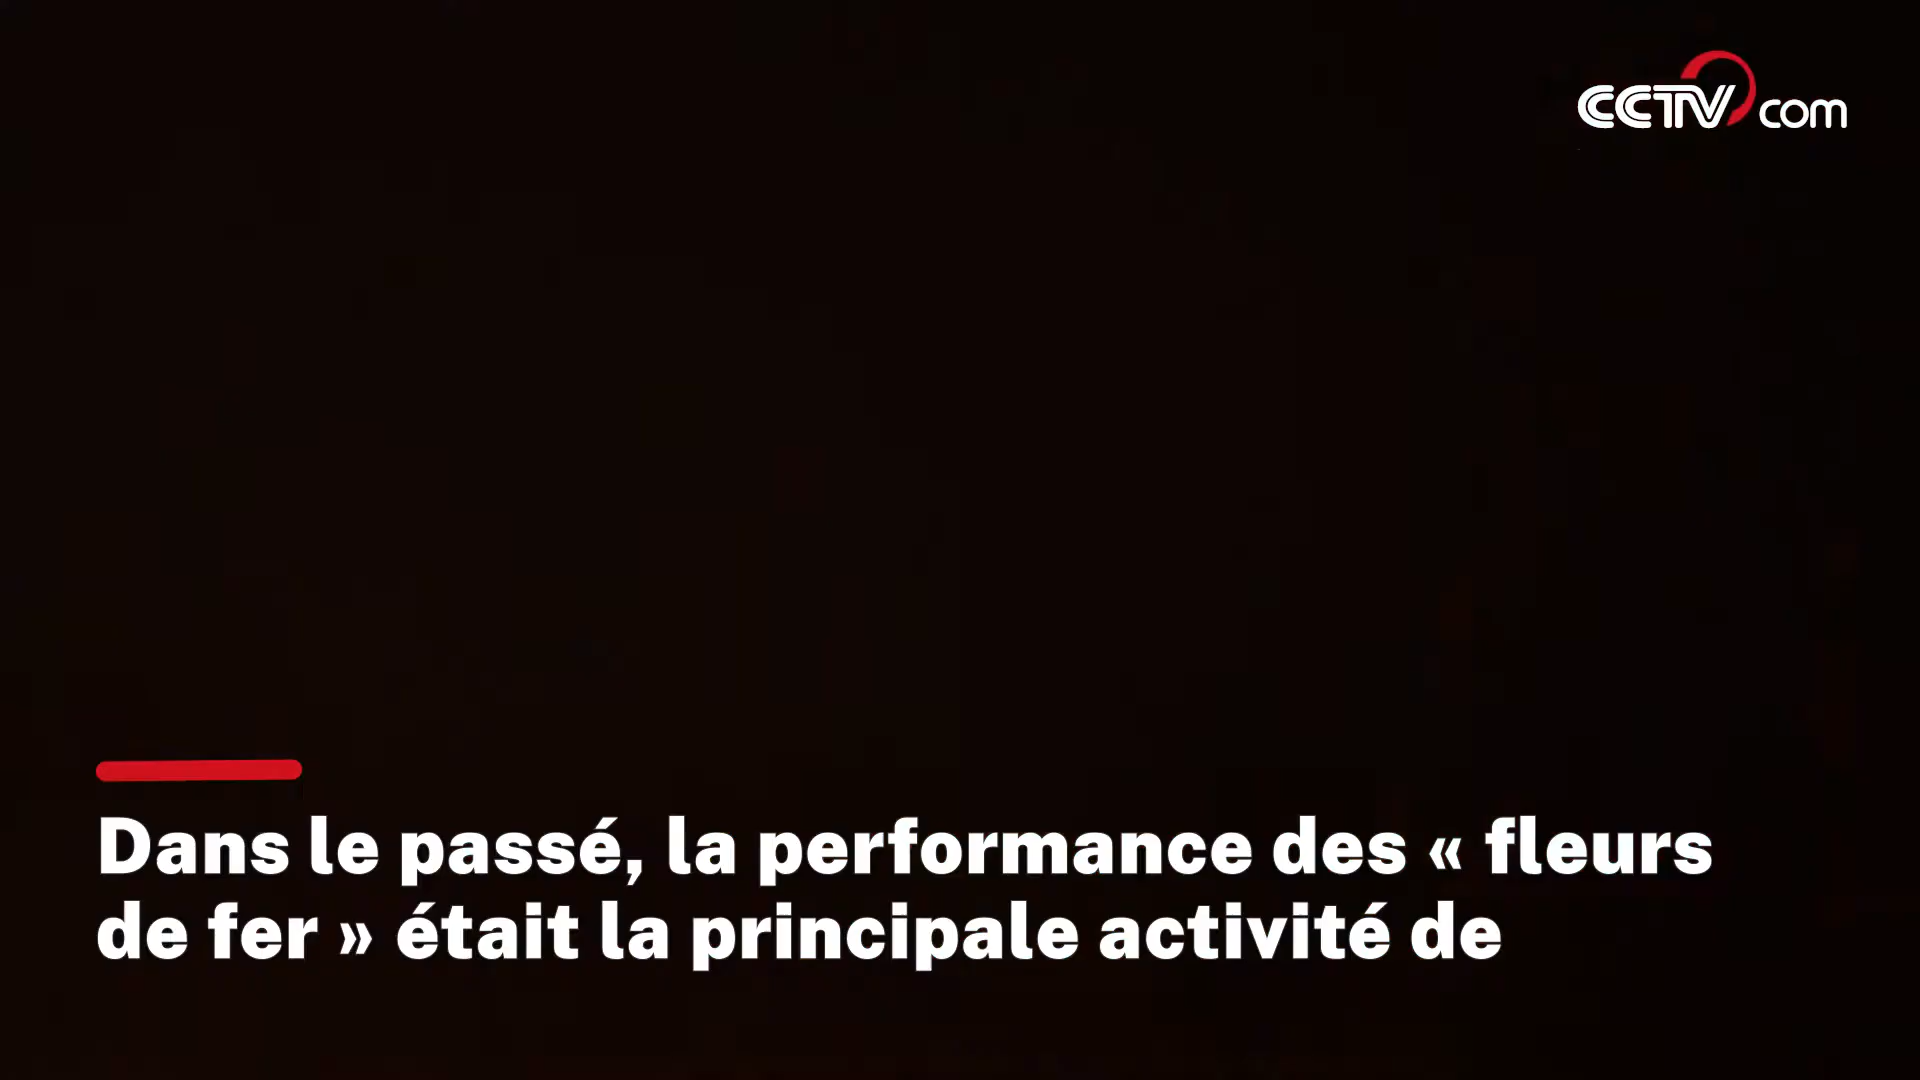 CCTV com
Dans le passé, la performance des « fleurs
de fer » était la principale activité de